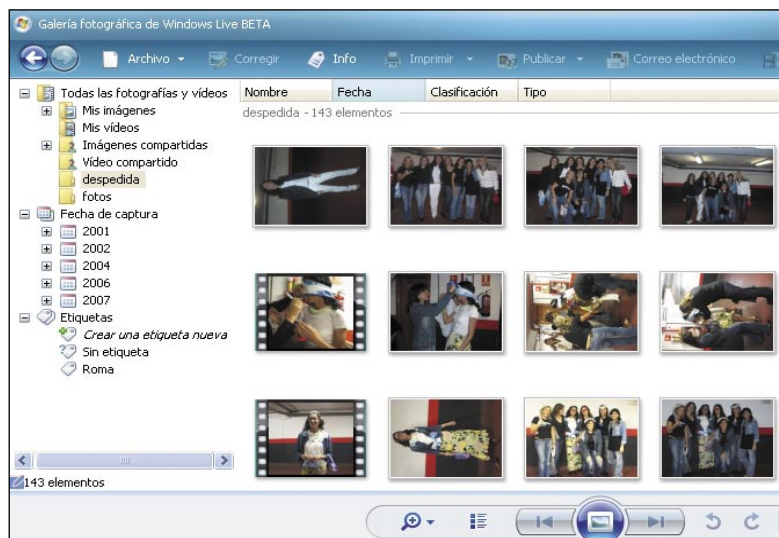 Galería fotográfica de Windows Live BETA
Archivo Corregir Info Imprimir Publicar Correo electrónico
Todas las fotografías y vídeos
Mis imágenes
Mis vídeos
Imágenes compartidas
Vídeo compartido
despedida
fotos
Fecha de captura
2001
2002
2004
2006
2007
Etiquetas
Crear una etiqueta nueva
Sin etiqueta
Roma
143 elementos
Nombre Fecha Clasificación Tipo
despedida - 143 elementos